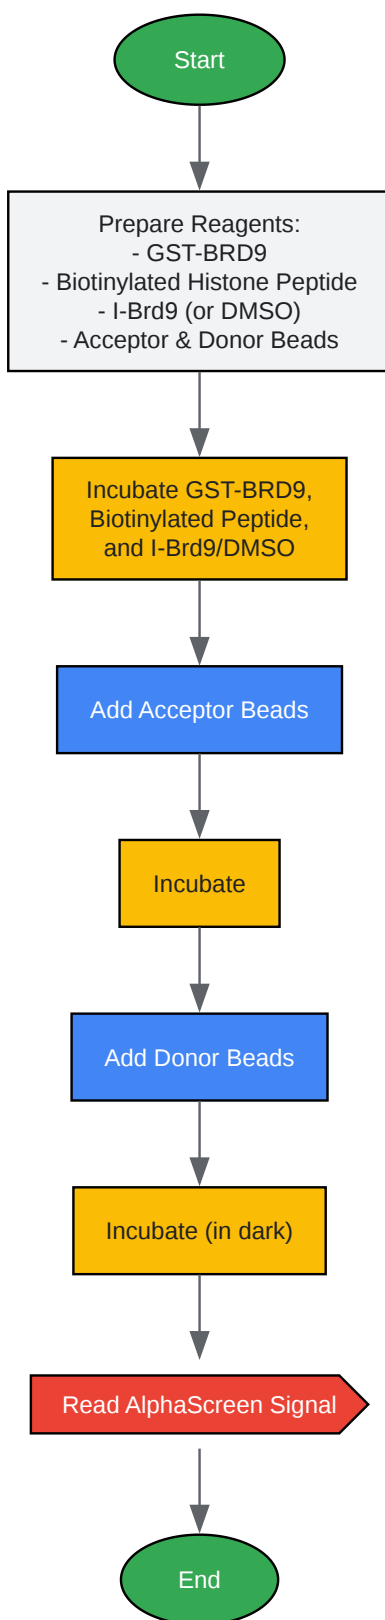 Start
Prepare Reagents:
- GST-BRD9
- Biotinylated Histone Peptide
- I-Brd9 (or DMSO)
- Acceptor & Donor Beads
Incubate GST-BRD9,
Biotinylated Peptide,
and I-Brd9/DMSO
Add Acceptor Beads
Incubate
Add Donor Beads
Incubate (in dark)
Read AlphaScreen Signal
End